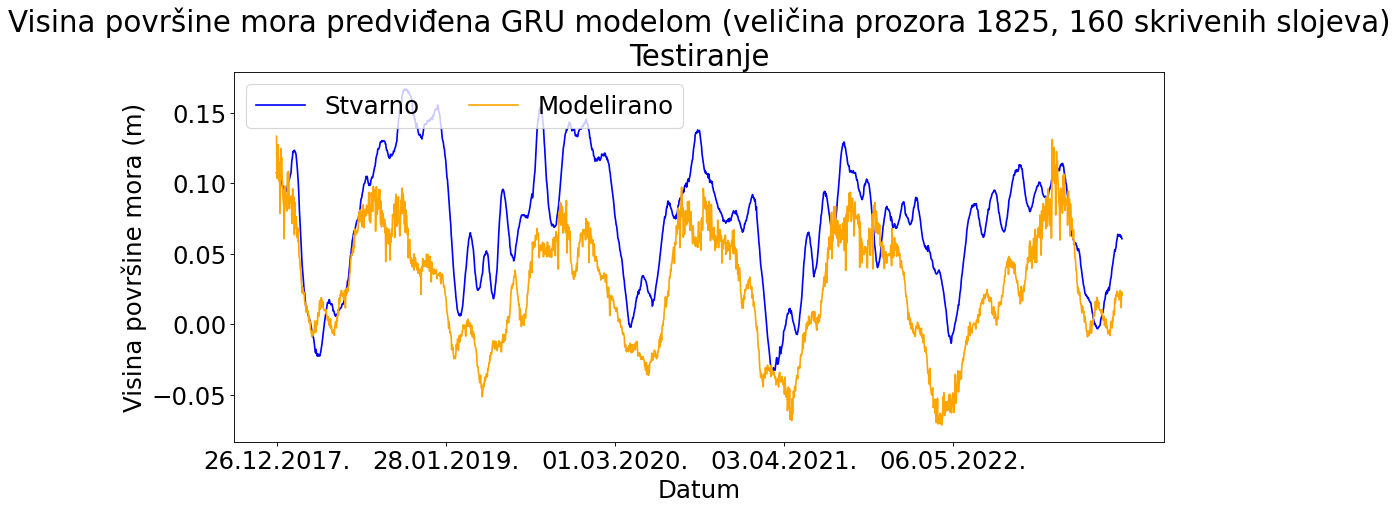 Visina površine mora predviđena GRU modelom (veličina prozora 1825, 160 skrivenih slojeva)
Testiranje
Stvarno
Modelirano
Visina površine mora (m)
0.15
0.10
0.05
0.00
−0.05
26.12.2017.
28.01.2019.
01.03.2020.
03.04.2021.
06.05.2022.
Datum